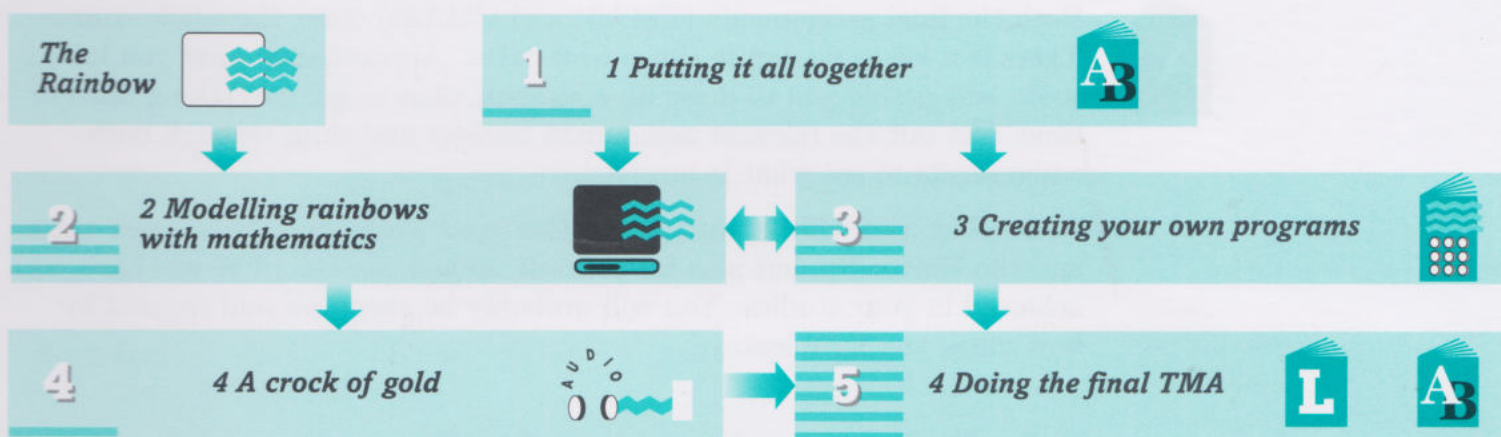 The
Rainbow
1
1 Putting it all together
AB
2
2 Modelling rainbows
with mathematics
3
3 Creating your own programs
4
4 A crock of gold
AUDIO
5
4 Doing the final TMA
L
AB